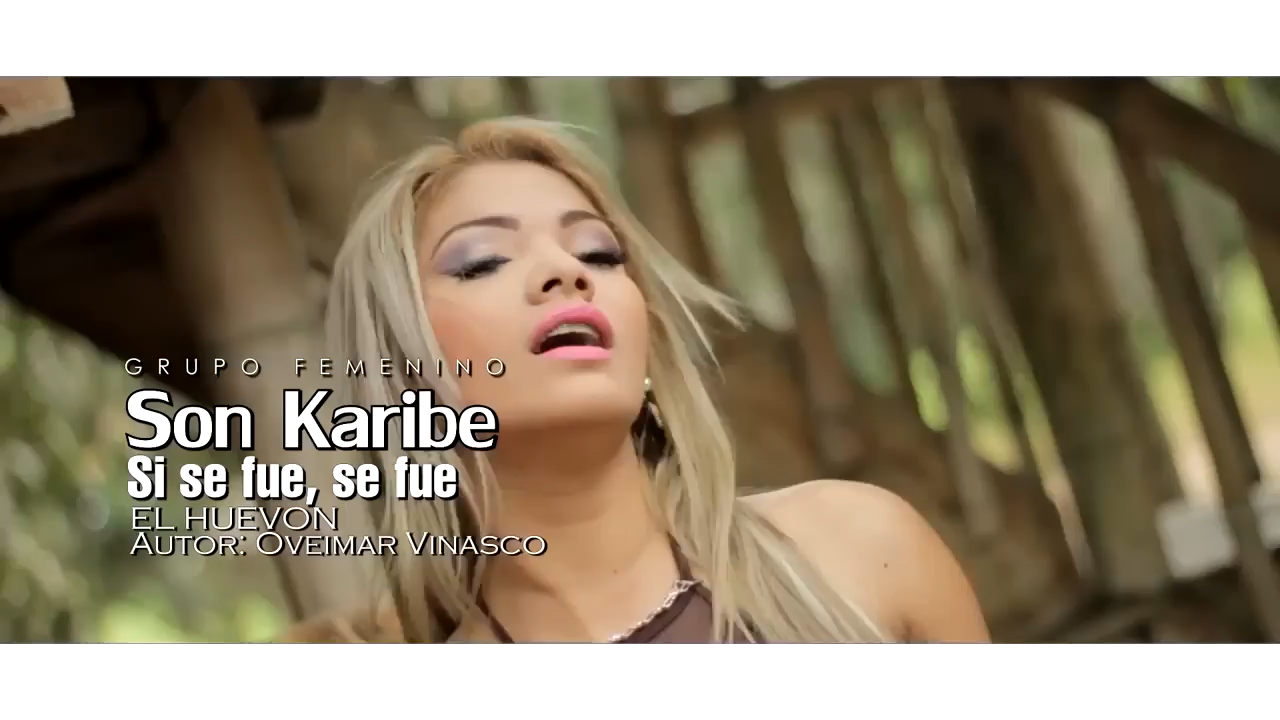 GRUPO FEMENINO
Son Karibe
Si se fue, se fue
EL HUEVON
AUTOR: OVEIMAR VINASCO